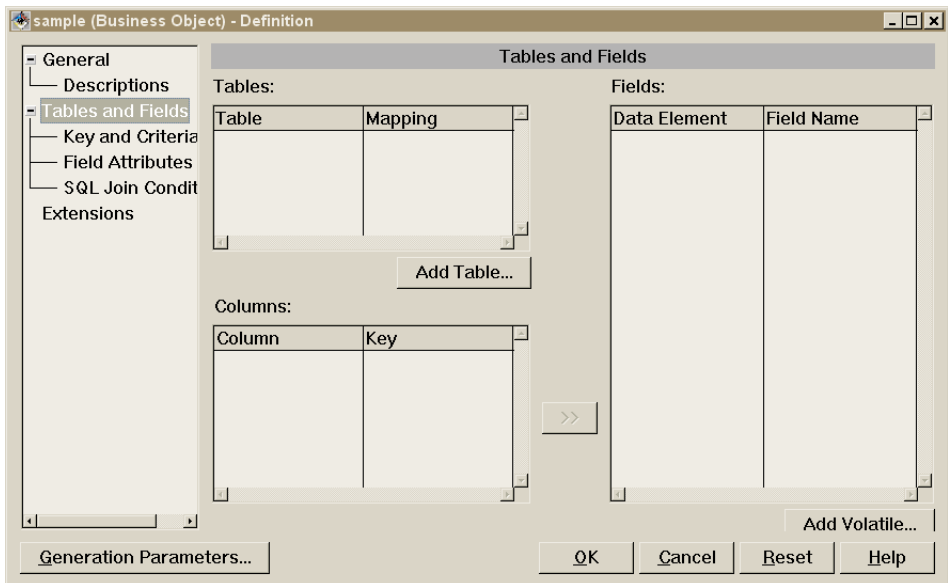 sample (Business Object) - Definition
General
Descriptions
Tables and Fields
Key and Criteria
Field Attributes
SQL Join Condit
Extensions
Tables and Fields
Tables:
Table Mapping
Add Table...
Columns:
Column Key
>>
Fields:
Data Element Field Name
Add Volatile...
Generation Parameters...
OK Cancel Reset Help